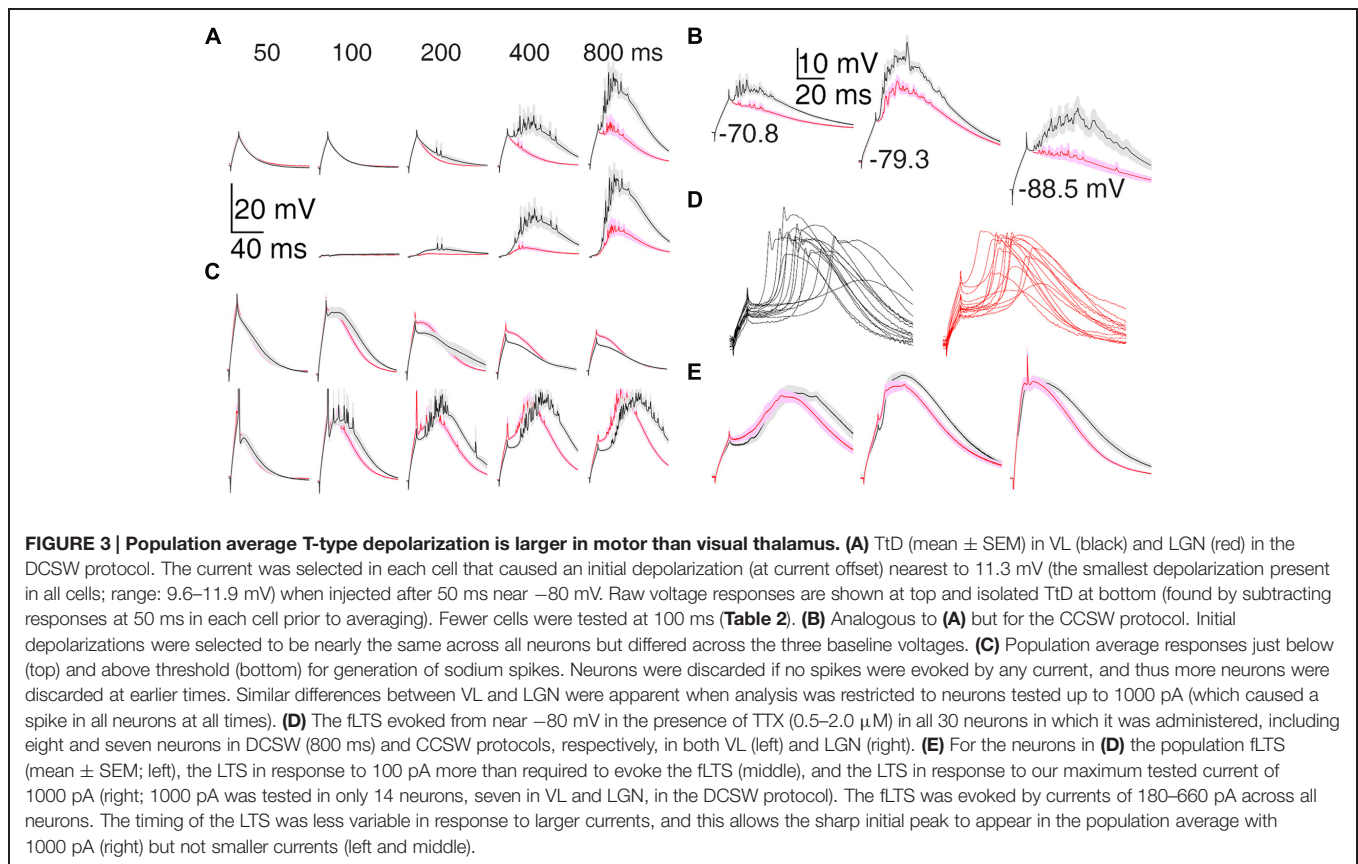 A
50 100 200 400 800 ms
20 mV
40 ms
B
10 mV
20 ms
-70.8
-79.3
-88.5 mV
C
D
E
FIGURE 3 | Population average T-type depolarization is larger in motor than visual thalamus. (A) TtD (mean ± SEM) in VL (black) and LGN (red) in the
DCSW protocol. The current was selected in each cell that caused an initial depolarization (at current offset) nearest to 11.3 mV (the smallest depolarization present
in all cells; range: 9.6–11.9 mV) when injected after 50 ms near −80 mV. Raw voltage responses are shown at top and isolated TtD at bottom (found by subtracting
responses at 50 ms in each cell prior to averaging). Fewer cells were tested at 100 ms (Table 2). (B) Analogous to (A) but for the CCSW protocol. Initial
depolarizations were selected to be nearly the same across all neurons but differed across the three baseline voltages. (C) Population average responses just below
(top) and above threshold (bottom) for generation of sodium spikes. Neurons were discarded if no spikes were evoked by any current, and thus more neurons were
discarded at earlier times. Similar differences between VL and LGN were apparent when analysis was restricted to neurons tested up to 1000 pA (which caused a
spike in all neurons at all times). (D) The fLTS evoked from near −80 mV in the presence of TTX (0.5–2.0 μM) in all 30 neurons in which it was administered, including
eight and seven neurons in DCSW (800 ms) and CCSW protocols, respectively, in both VL (left) and LGN (right). (E) For the neurons in (D) the population fLTS
(mean ± SEM; left), the LTS in response to 100 pA more than required to evoke the fLTS (middle), and the LTS in response to our maximum tested current of
1000 pA (right; 1000 pA was tested in only 14 neurons, seven in VL and LGN, in the DCSW protocol). The fLTS was evoked by currents of 180–660 pA across all
neurons. The timing of the LTS was less variable in response to larger currents, and this allows the sharp initial peak to appear in the population average with
1000 pA (right) but not smaller currents (left and middle).